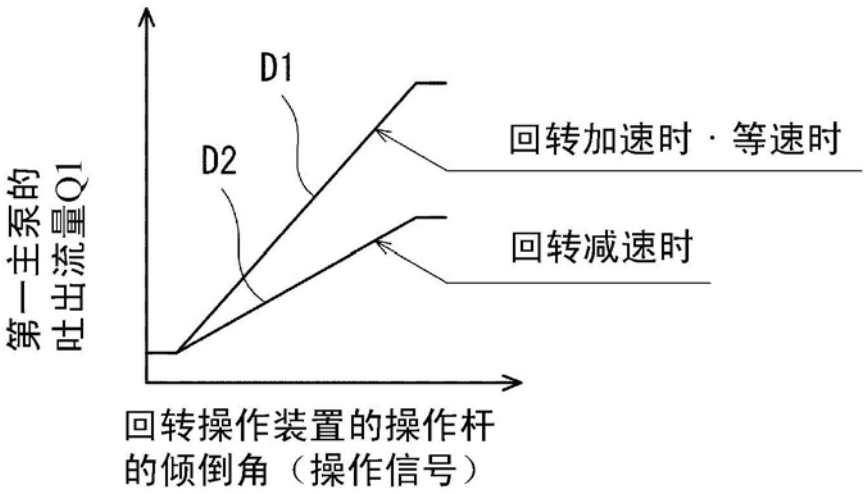 D1
D2
回转加速时·等速时
回转减速时
第一主泵的
吐出流量Q1
回转操作装置的操作杆
的倾倒角（操作信号）